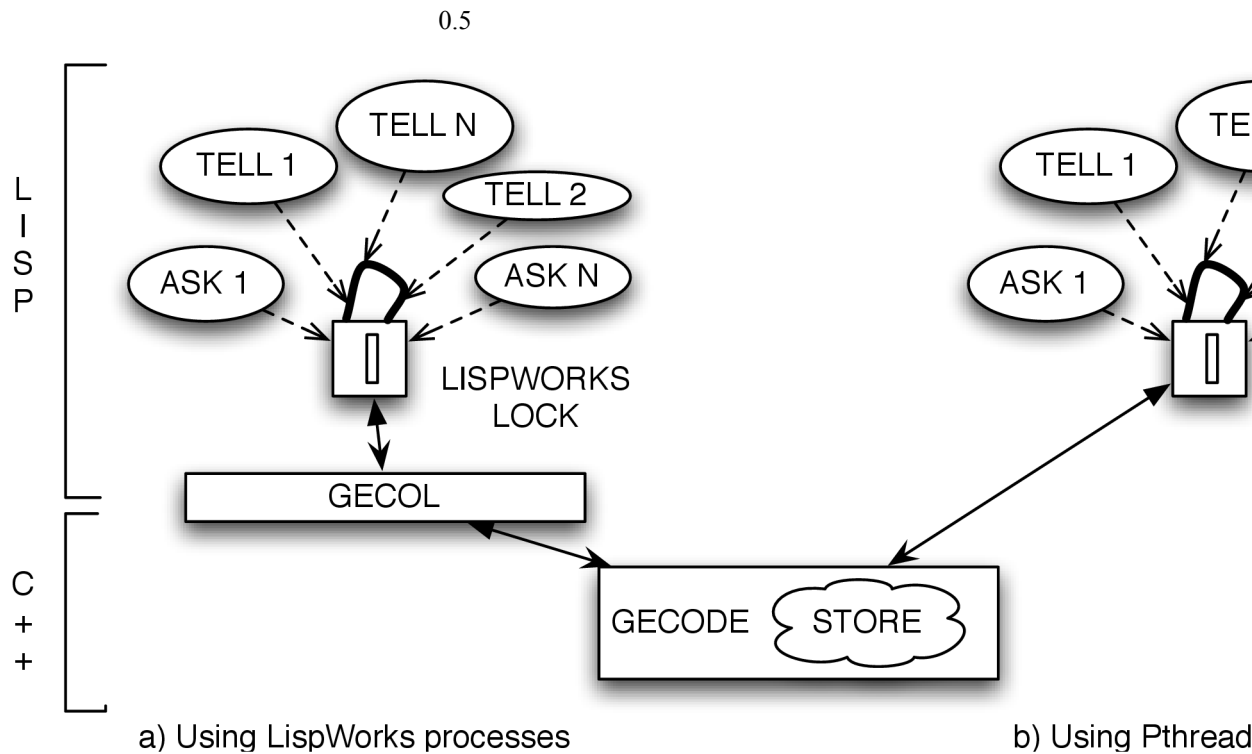 0.5
L
I
S
P
TELL N
TELL 1
TELL 2
ASK 1
ASK N
LISPWORKS
LOCK
GECOL
C
+
+
GECODE
STORE
a) Using LispWorks processes
TE
TELL 1
ASK 1
b) Using Pthread